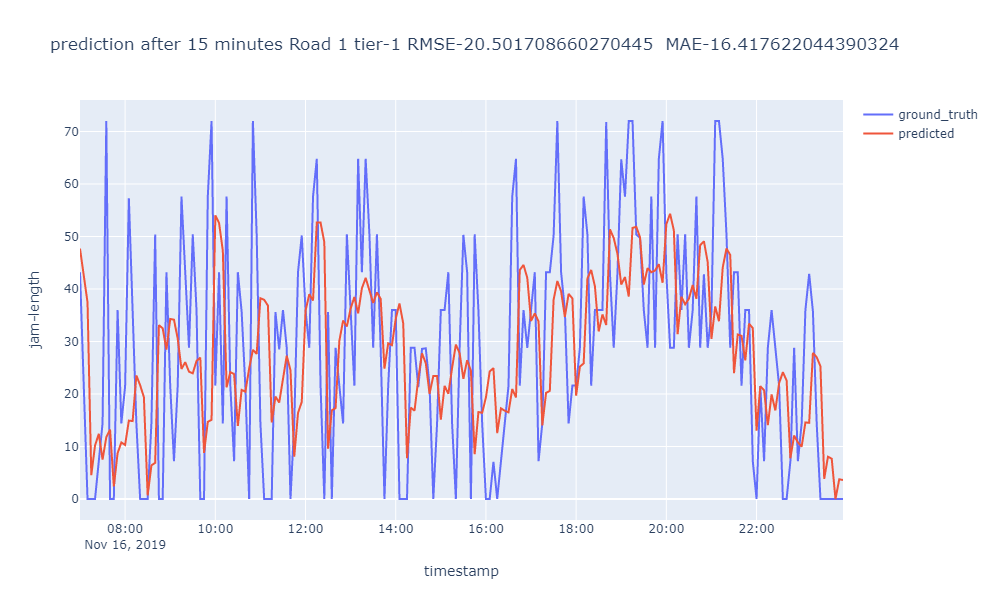 prediction after 15 minutes Road 1 tier-1 RMSE-20.501708660270445  MAE-16.417622044390324
ground_truth
predicted
jam-length
70
60
50
40
30
20
10
0
08:00 10:00 12:00 14:00 16:00 18:00 20:00 22:00
Nov 16, 2019
timestamp